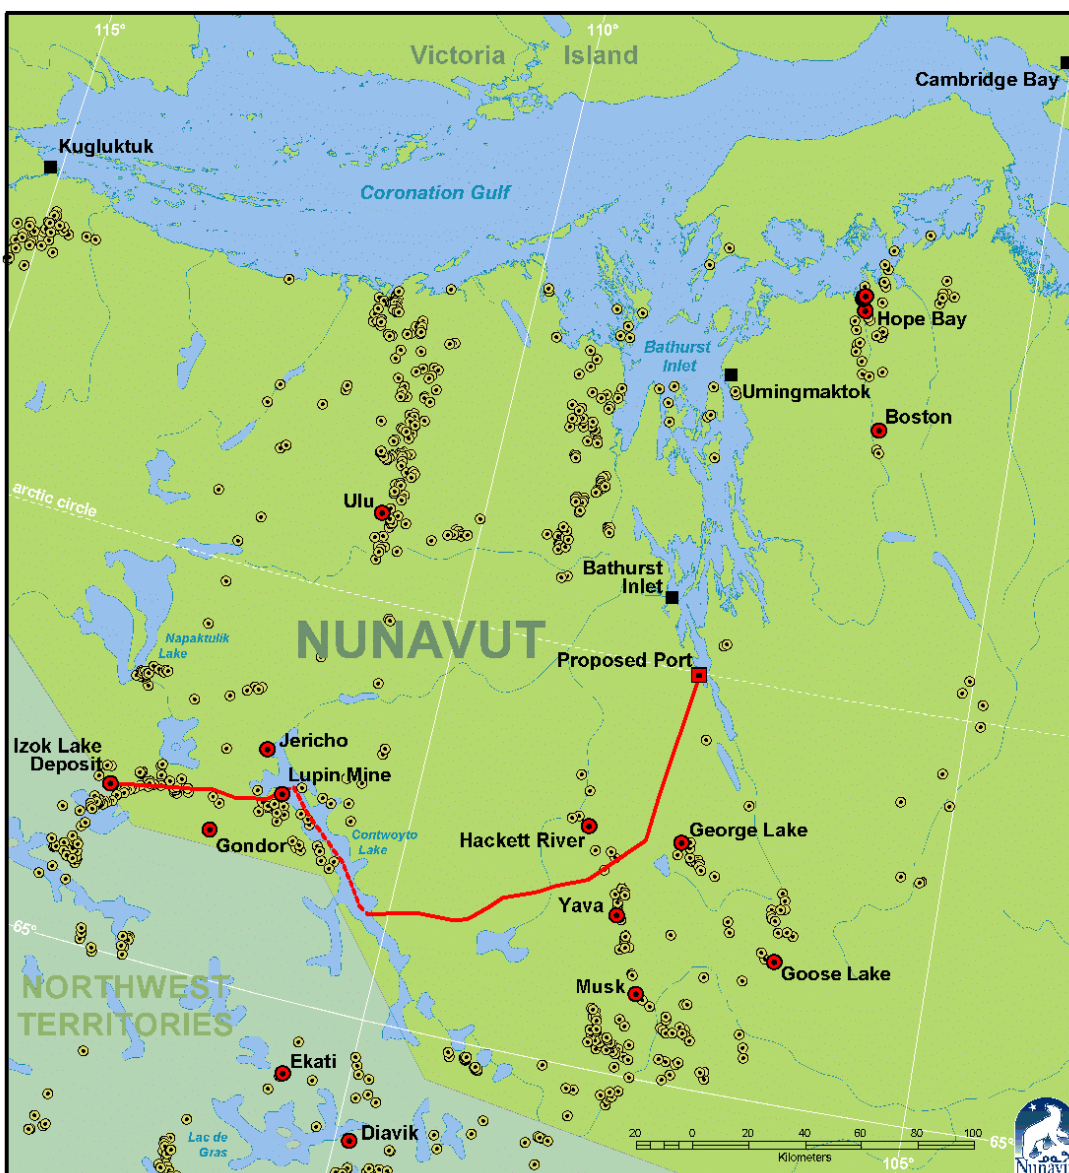 115°
110°
Victoria Island
Cambridge Bay
Kugluktuk
Coronation Gulf
Hope Bay
Bathurst
Inlet
Umingmaktok
Boston
arctic circle
Ulu
Bathurst
Inlet
NUNAVUT
Napaktulik
Lake
Proposed Port
Izok Lake
Deposit
Jericho
Lupin Mine
Contwoyto
Lake
Gondor
Hackett River
George Lake
Yava
65°
Goose Lake
Musk
NORTHWEST
TERRITORIES
Ekati
Lac de
Gras
Diavik
20 0 20 40 60 80 100
Kilometers
65°
105°